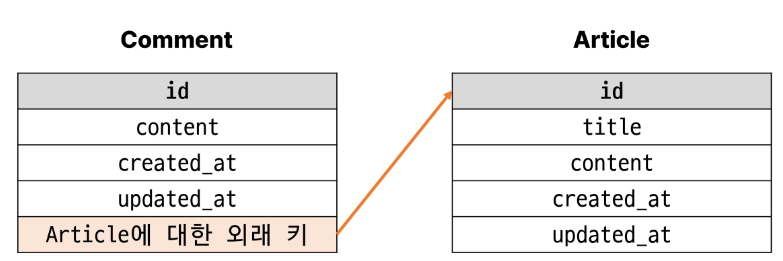 Comment
id
content
created_at
updated_at
Article에 대한 외래 키
Article
id
title
content
created_at
updated_at